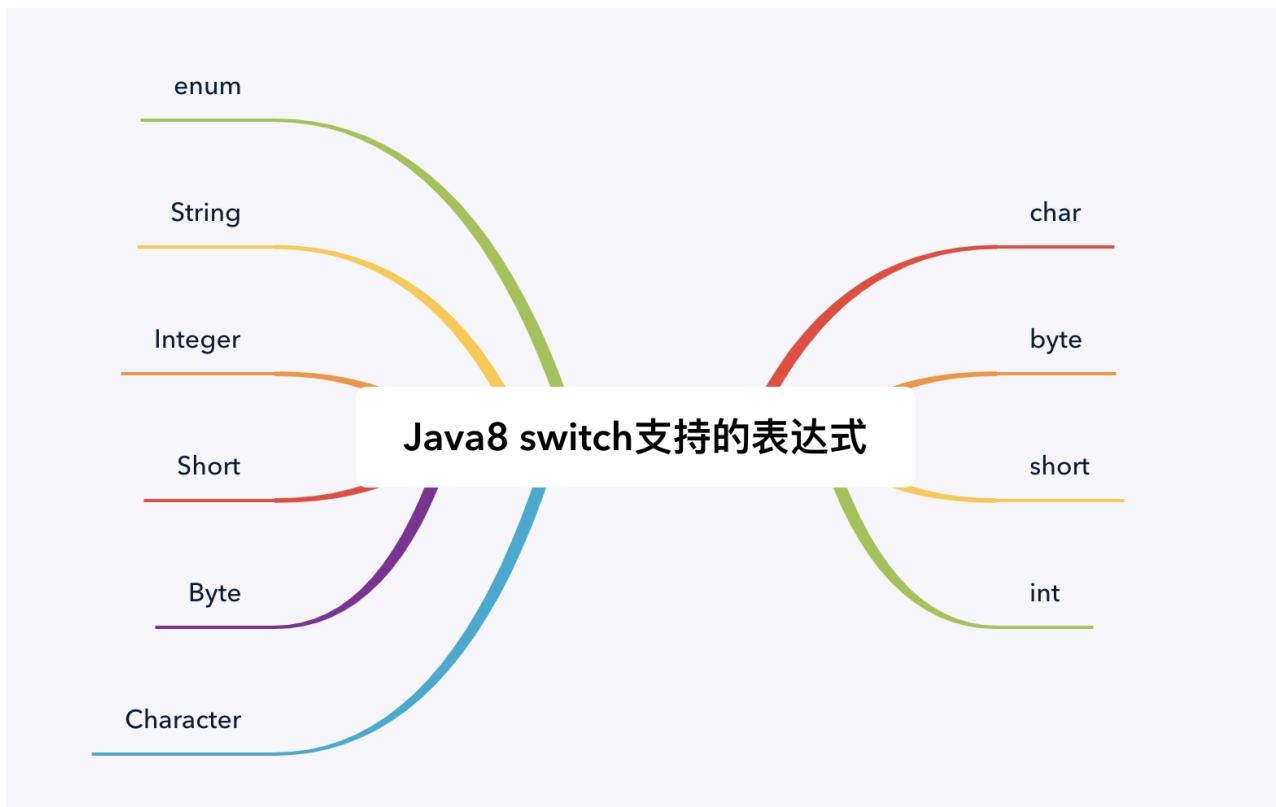 enum
String
Integer
Short
Byte
Character
Java8 switch支持的表达式
char
byte
short
int